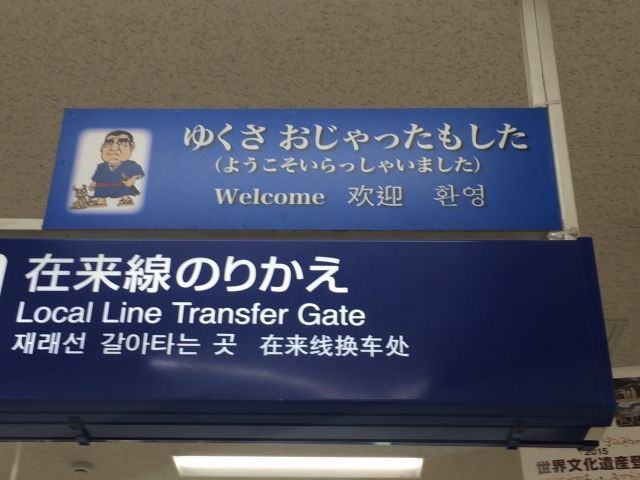 ゆくさ おじゃったもした
(ようこそいらっしゃいました)
Welcome 欢迎 환영
在来線のりかえ
Local Line Transfer Gate
재래선 갈아타는 곳 在来线换车处
2015
世界文化遺産登